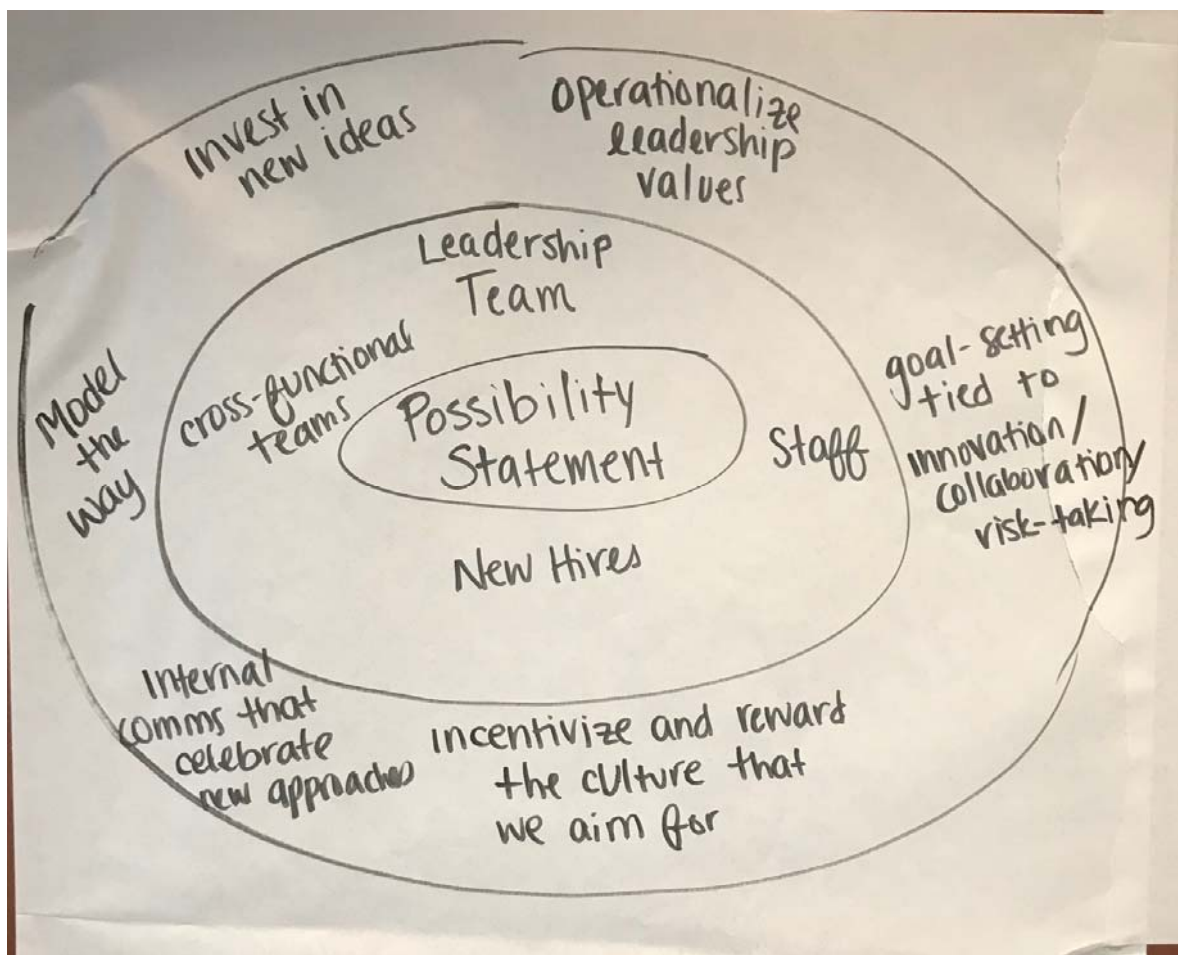 Invest in
new ideas
Operationalize
leadership
values
Leadership
Team
cross-functional
teams
Possibility
Statement
Staff
New Hires
Model
the
way
goal-setting
tied to
innovation/
collaboration/
risk-taking
Internal
comms that
celebrate
new approaches
incentivize and reward
the culture that
we aim for